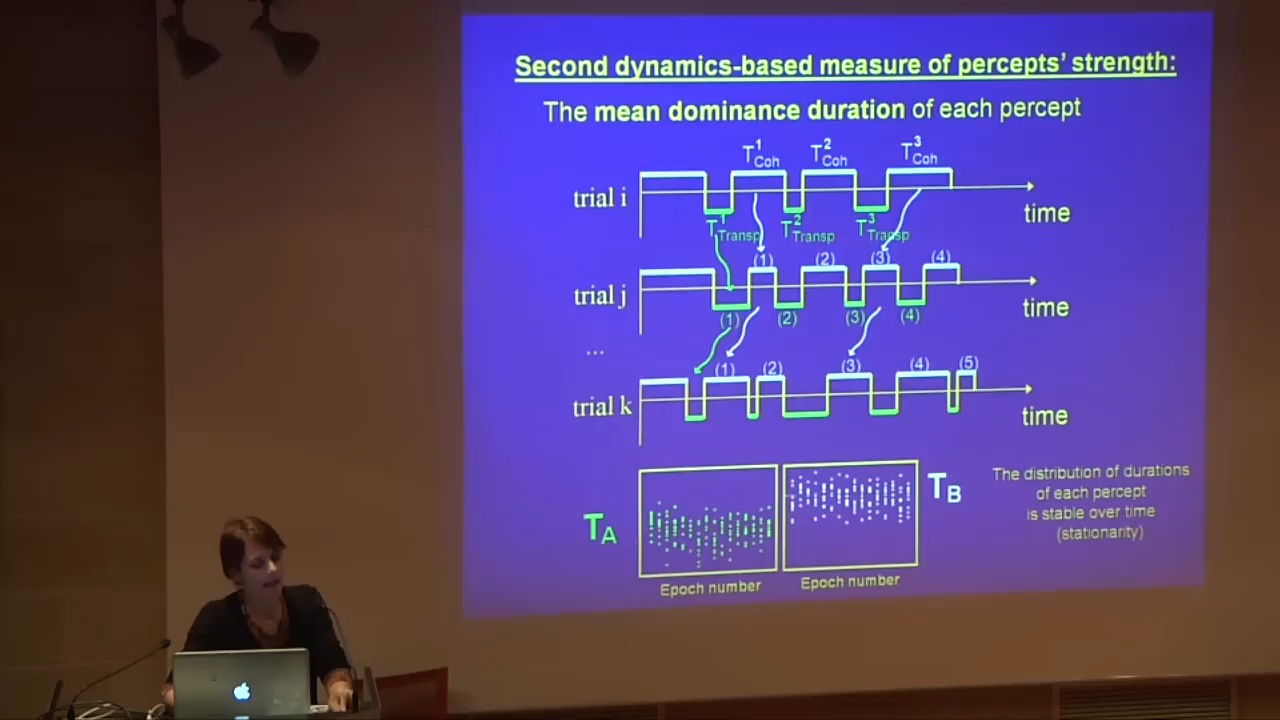 Second dynamics-based measure of percepts' strength:
The mean dominance duration of each percept
T¹Coh T²Coh T³Coh
trial i
time
T¹Transp T²Transp T³Transp
(1) (2) (3) (4)
trial j
time
(1) (2) (3) (4)
...
(1) (2) (3) (4) (5)
trial k
time
TA
TB
The distribution of durations
of each percept
is stable over time
(stationarity)
Epoch number
Epoch number